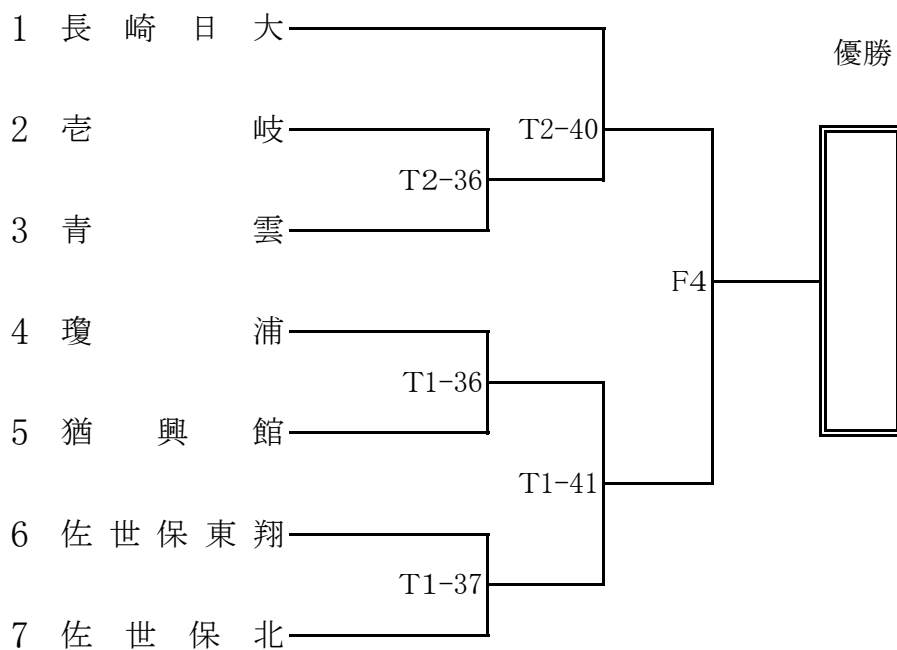 1 長崎日大
優勝
2 壱岐
T2-40
T2-36
3 青雲
F4
4 瓊浦
T1-36
5 猶興館
T1-41
6 佐世保東翔
T1-37
7 佐世保北